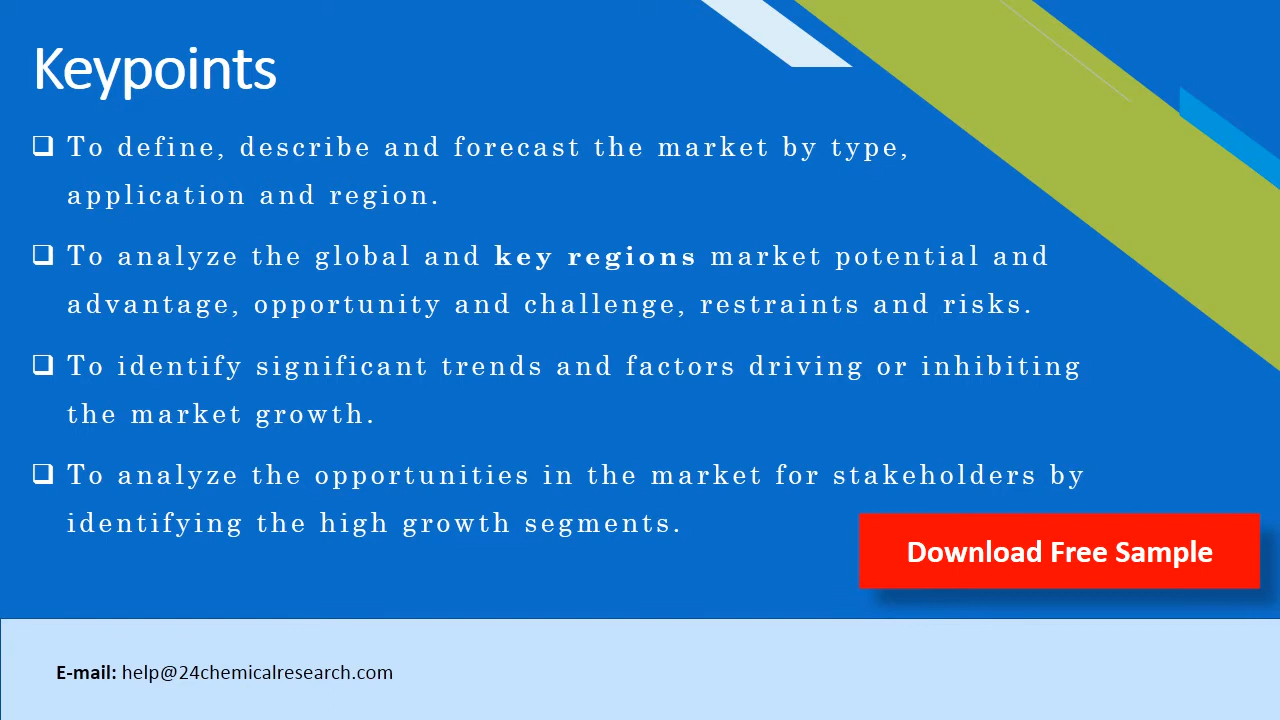 Keypoints
❑ To define, describe and forecast the market by type,
application and region.
❑ To analyze the global and key regions market potential and
advantage, opportunity and challenge, restraints and risks.
❑ To identify significant trends and factors driving or inhibiting
the market growth.
❑ To analyze the opportunities in the market for stakeholders by
identifying the high growth segments.
Download Free Sample
E-mail: help@24chemicalresearch.com